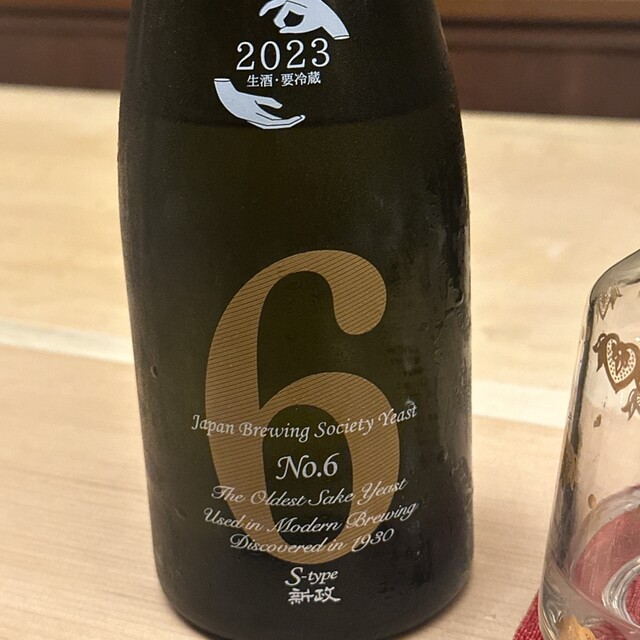 2023
生酒・要冷蔵
6
Japan Brewing Society Yeast
No.6
The Oldest Sake Yeast
Used in Modern Brewing
Discovered in 1930
S-type
新政